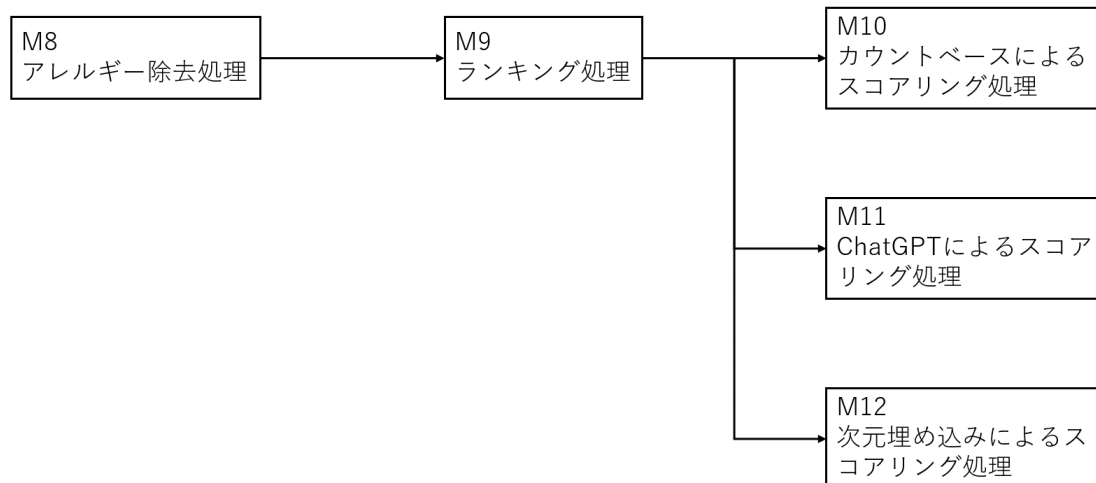 M8
アレルギー除去処理
M9
ランキング処理
M10
カウントベースによる
スコアリング処理
M11
ChatGPTによるスコア
リング処理
M12
次元埋め込みによるス
コアリング処理